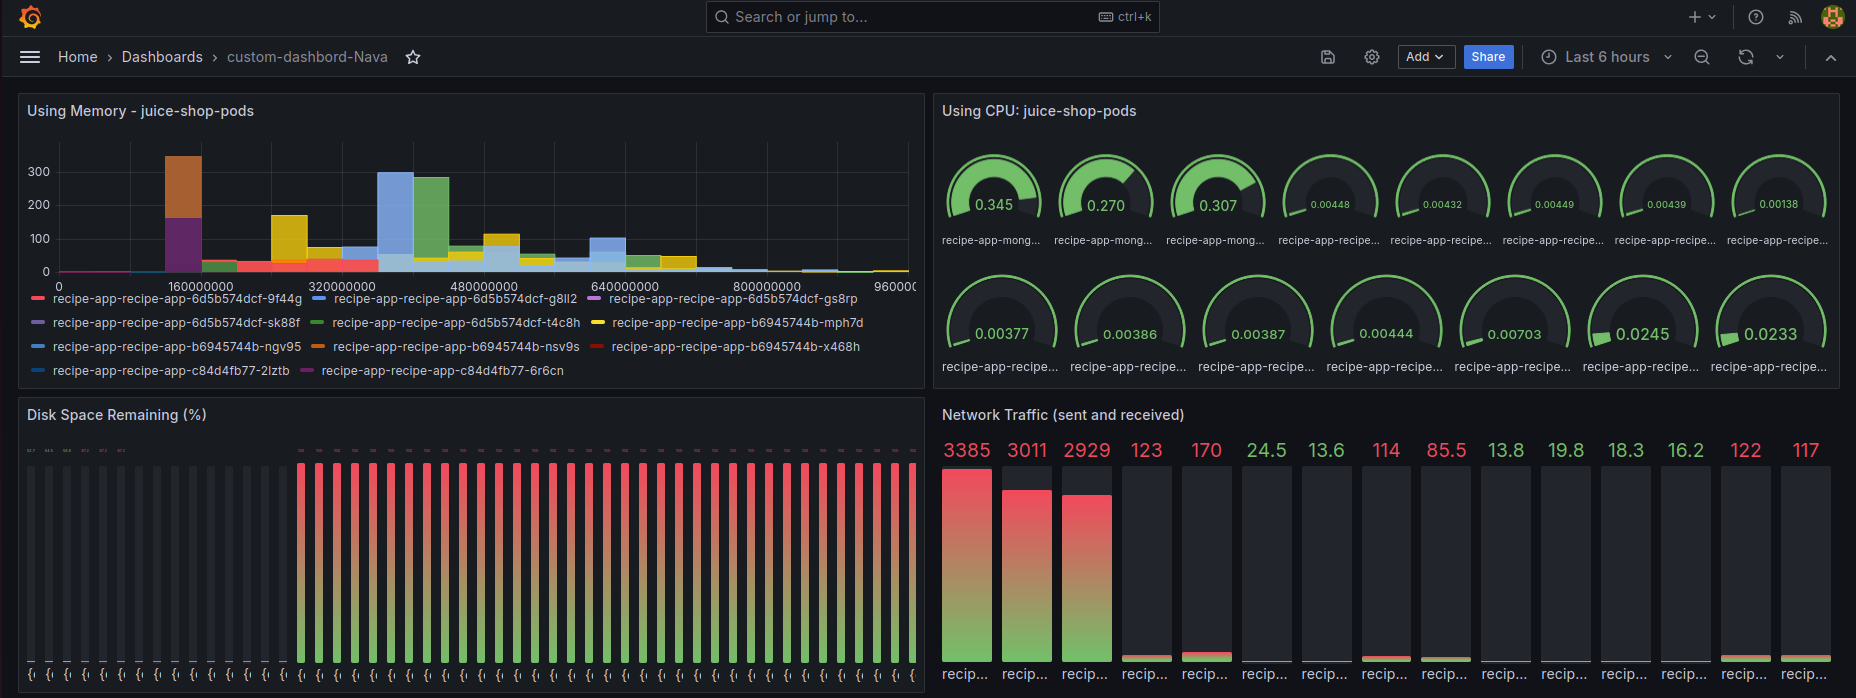 Search or jump to...
ctrl+k
Home › Dashboards › custom-dashbord-Nava
Add
Share
Last 6 hours
Using Memory - juice-shop-pods
300
200
100
0
0 160000000 320000000 480000000 640000000 800000000
recipe-app-recipe-app-6d5b574dcf-9f44g recipe-app-recipe-app-6d5b574dcf-g8ll2 recipe-app-recipe-app-6d5b574dcf-gs8rp
recipe-app-recipe-app-6d5b574dcf-sk88f recipe-app-recipe-app-6d5b574dcf-t4c8h recipe-app-recipe-app-b6945744b-mph7d
recipe-app-recipe-app-b6945744b-ngv95 recipe-app-recipe-app-b6945744b-nsv9s recipe-app-recipe-app-b6945744b-x468h
recipe-app-recipe-app-c84d4fb77-2lztb recipe-app-recipe-app-c84d4fb77-6r6cn
Using CPU: juice-shop-pods
0.345 0.270 0.307 0.00448 0.00432 0.00449 0.00439 0.00138
recipe-app-mong... recipe-app-mong... recipe-app-mong... recipe-app-recipe... recipe-app-recipe... recipe-app-recipe... recipe-app-recipe... recipe-app-recipe...
0.00377 0.00386 0.00387 0.00444 0.00703 0.0245 0.0233
recipe-app-recipe... recipe-app-recipe... recipe-app-recipe... recipe-app-recipe... recipe-app-recipe... recipe-app-recipe... recipe-app-recipe...
Disk Space Remaining (%)
Network Traffic (sent and received)
3385 3011 2929 123 170 24.5 13.6 114 85.5 13.8 19.8 18.3 16.2 122 117
recip... recip... recip... recip... recip... recip... recip... recip... recip... recip... recip... recip... recip... recip... recip...